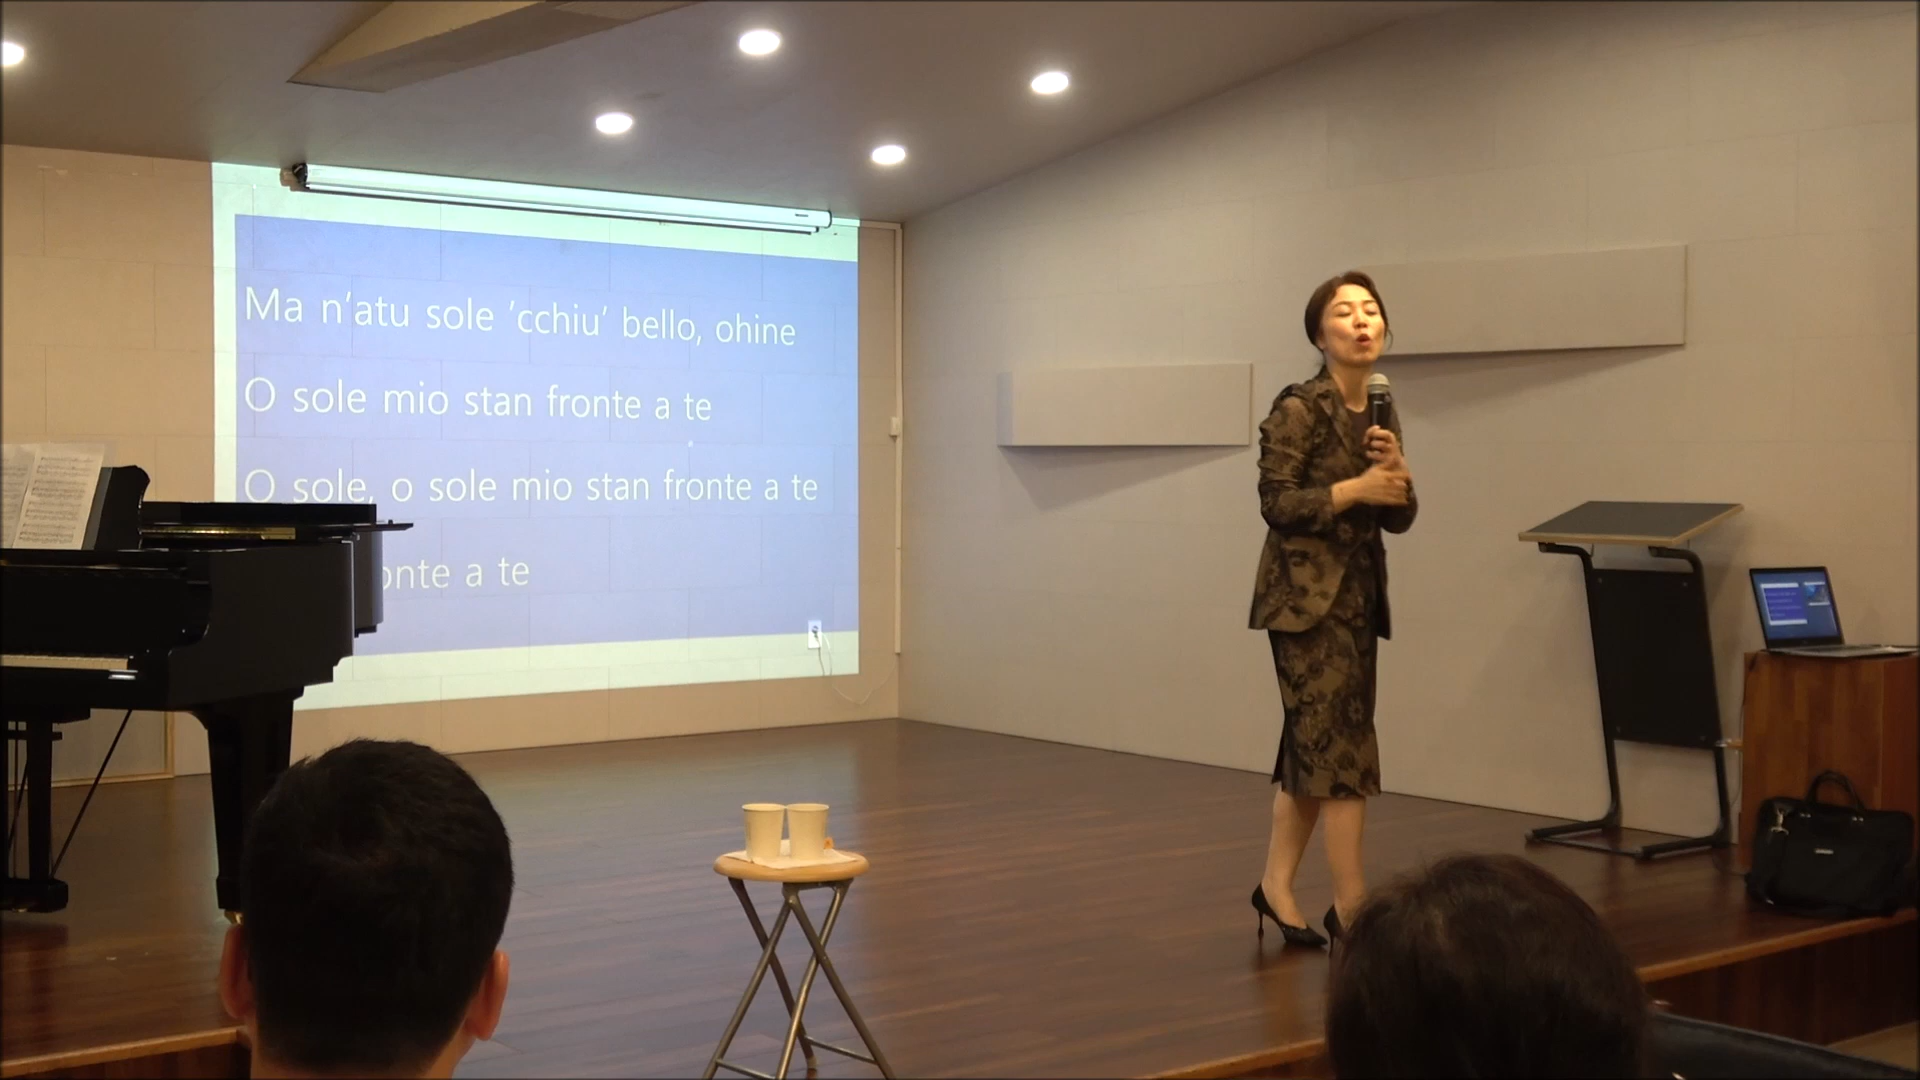 Ma n'atu sole 'cchiu' bello, ohine
O sole mio stan fronte a te
O sole, o sole mio stan fronte a te
onte a te